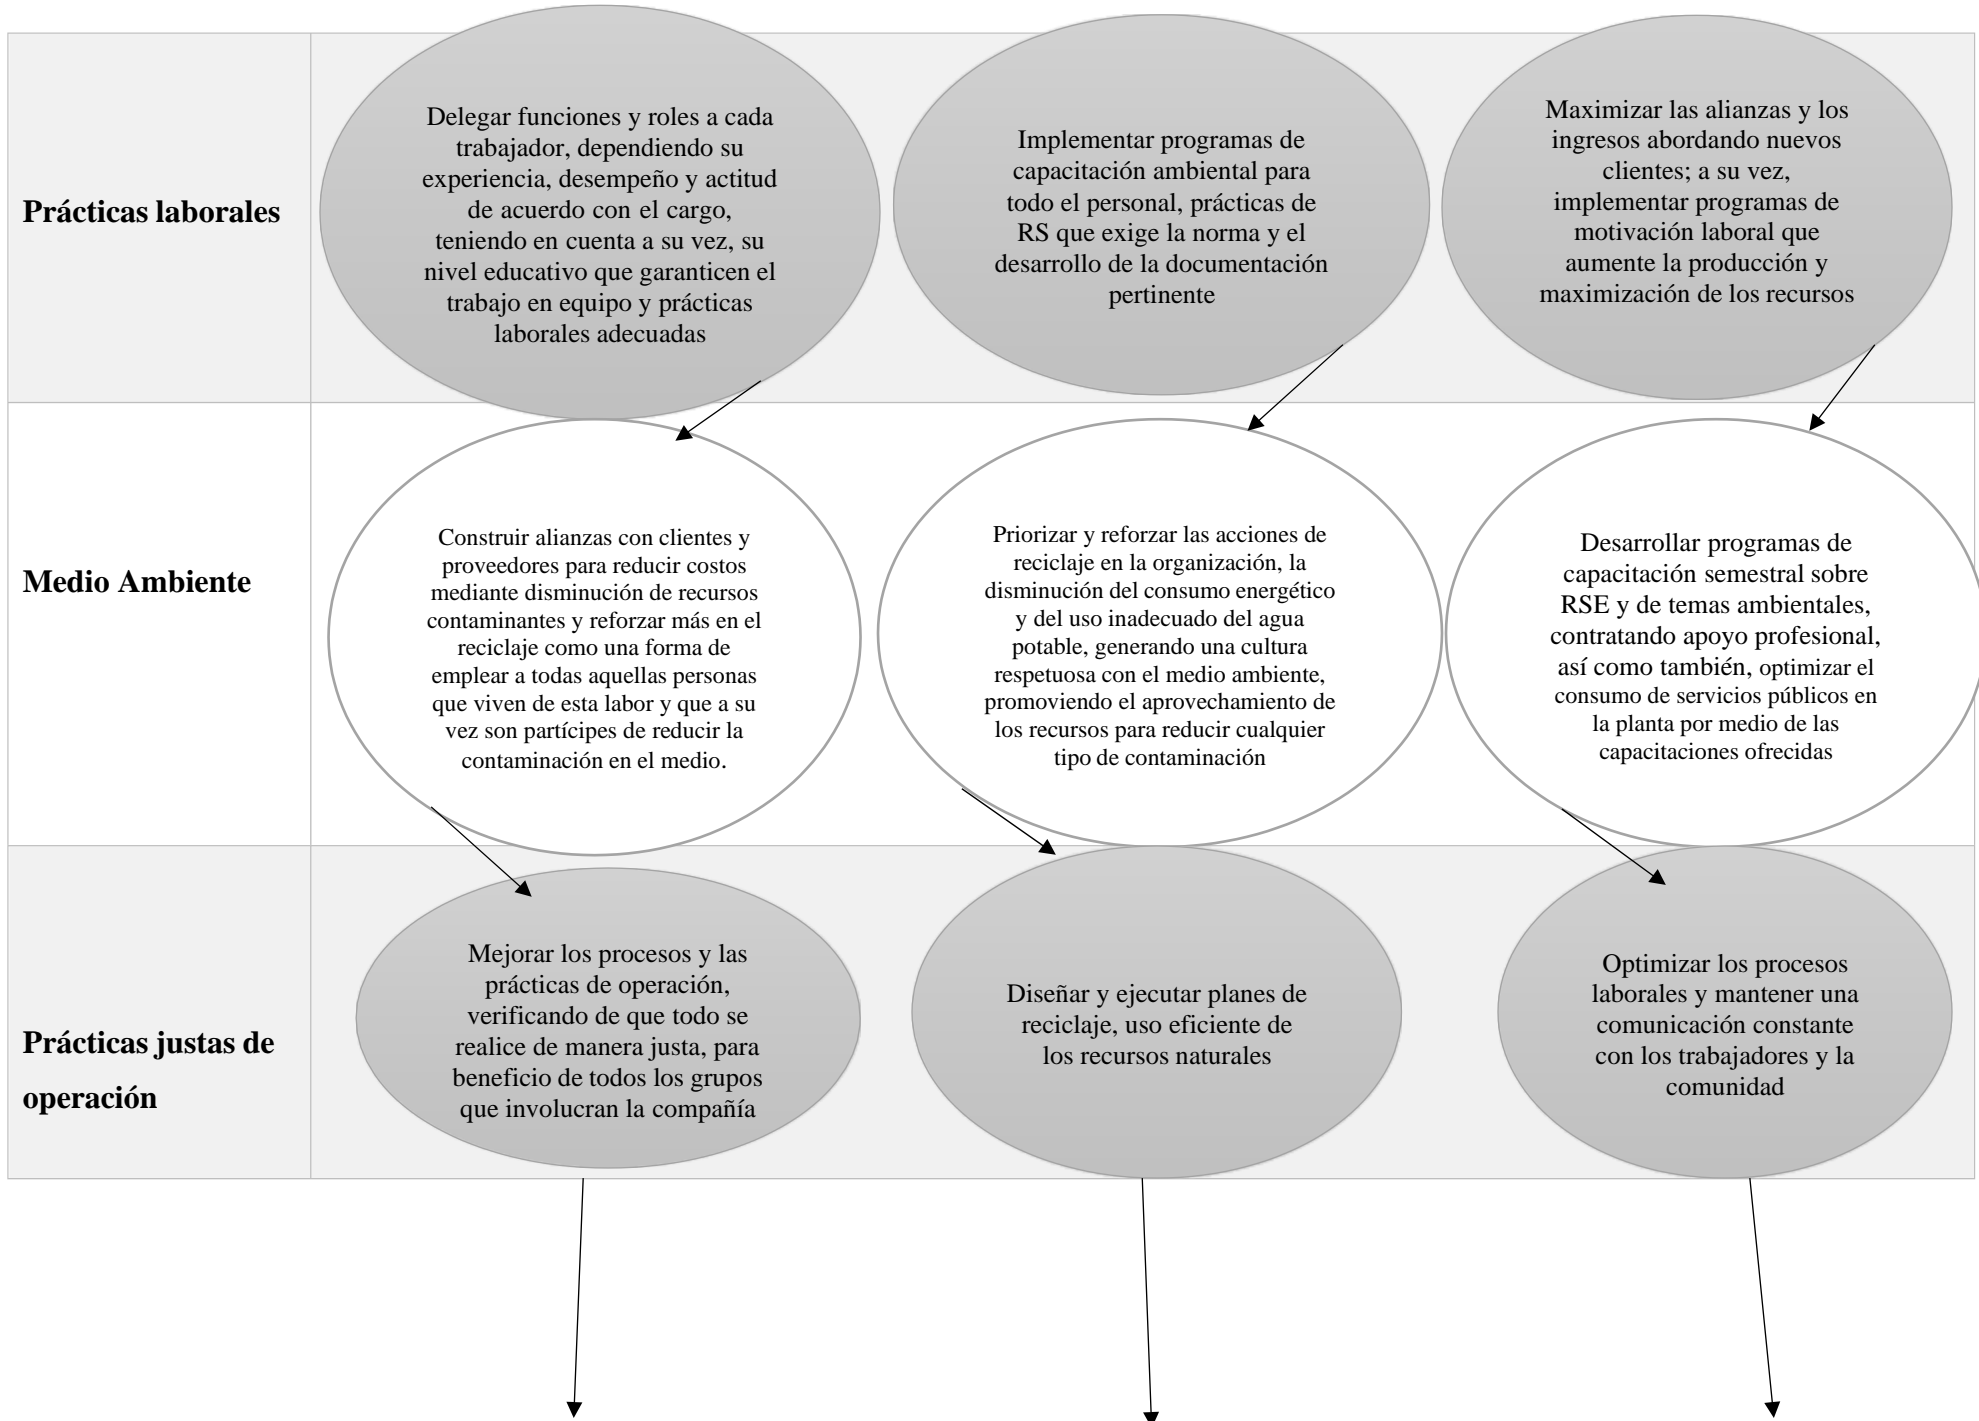 Prácticas laborales
Delegar funciones y roles a cada
trabajador, dependiendo su
experiencia, desempeño y actitud
de acuerdo con el cargo,
teniendo en cuenta a su vez, su
nivel educativo que garanticen el
trabajo en equipo y prácticas
laborales adecuadas
Implementar programas de
capacitación ambiental para
todo el personal, prácticas de
RS que exige la norma y el
desarrollo de la documentación
pertinente
Maximizar las alianzas y los
ingresos abordando nuevos
clientes; a su vez,
implementar programas de
motivación laboral que
aumente la producción y
maximización de los recursos
Medio Ambiente
Construir alianzas con clientes y
proveedores para reducir costos
mediante disminución de recursos
contaminantes y reforzar más en el
reciclaje como una forma de
emplear a todas aquellas personas
que viven de esta labor y que a su
vez son partícipes de reducir la
contaminación en el medio.
Priorizar y reforzar las acciones de
reciclaje en la organización, la
disminución del consumo energético
y del uso inadecuado del agua
potable, generando una cultura
respetuosa con el medio ambiente,
promoviendo el aprovechamiento de
los recursos para reducir cualquier
tipo de contaminación
Desarrollar programas de
capacitación semestral sobre
RSE y de temas ambientales,
contratando apoyo profesional,
así como también, optimizar el
consumo de servicios públicos en
la planta por medio de las
capacitaciones ofrecidas
Prácticas justas de
operación
Mejorar los procesos y las
prácticas de operación,
verificando de que todo se
realice de manera justa, para
beneficio de todos los grupos
que involucran la compañía
Diseñar y ejecutar planes de
reciclaje, uso eficiente de
los recursos naturales
Optimizar los procesos
laborales y mantener una
comunicación constante
con los trabajadores y la
comunidad